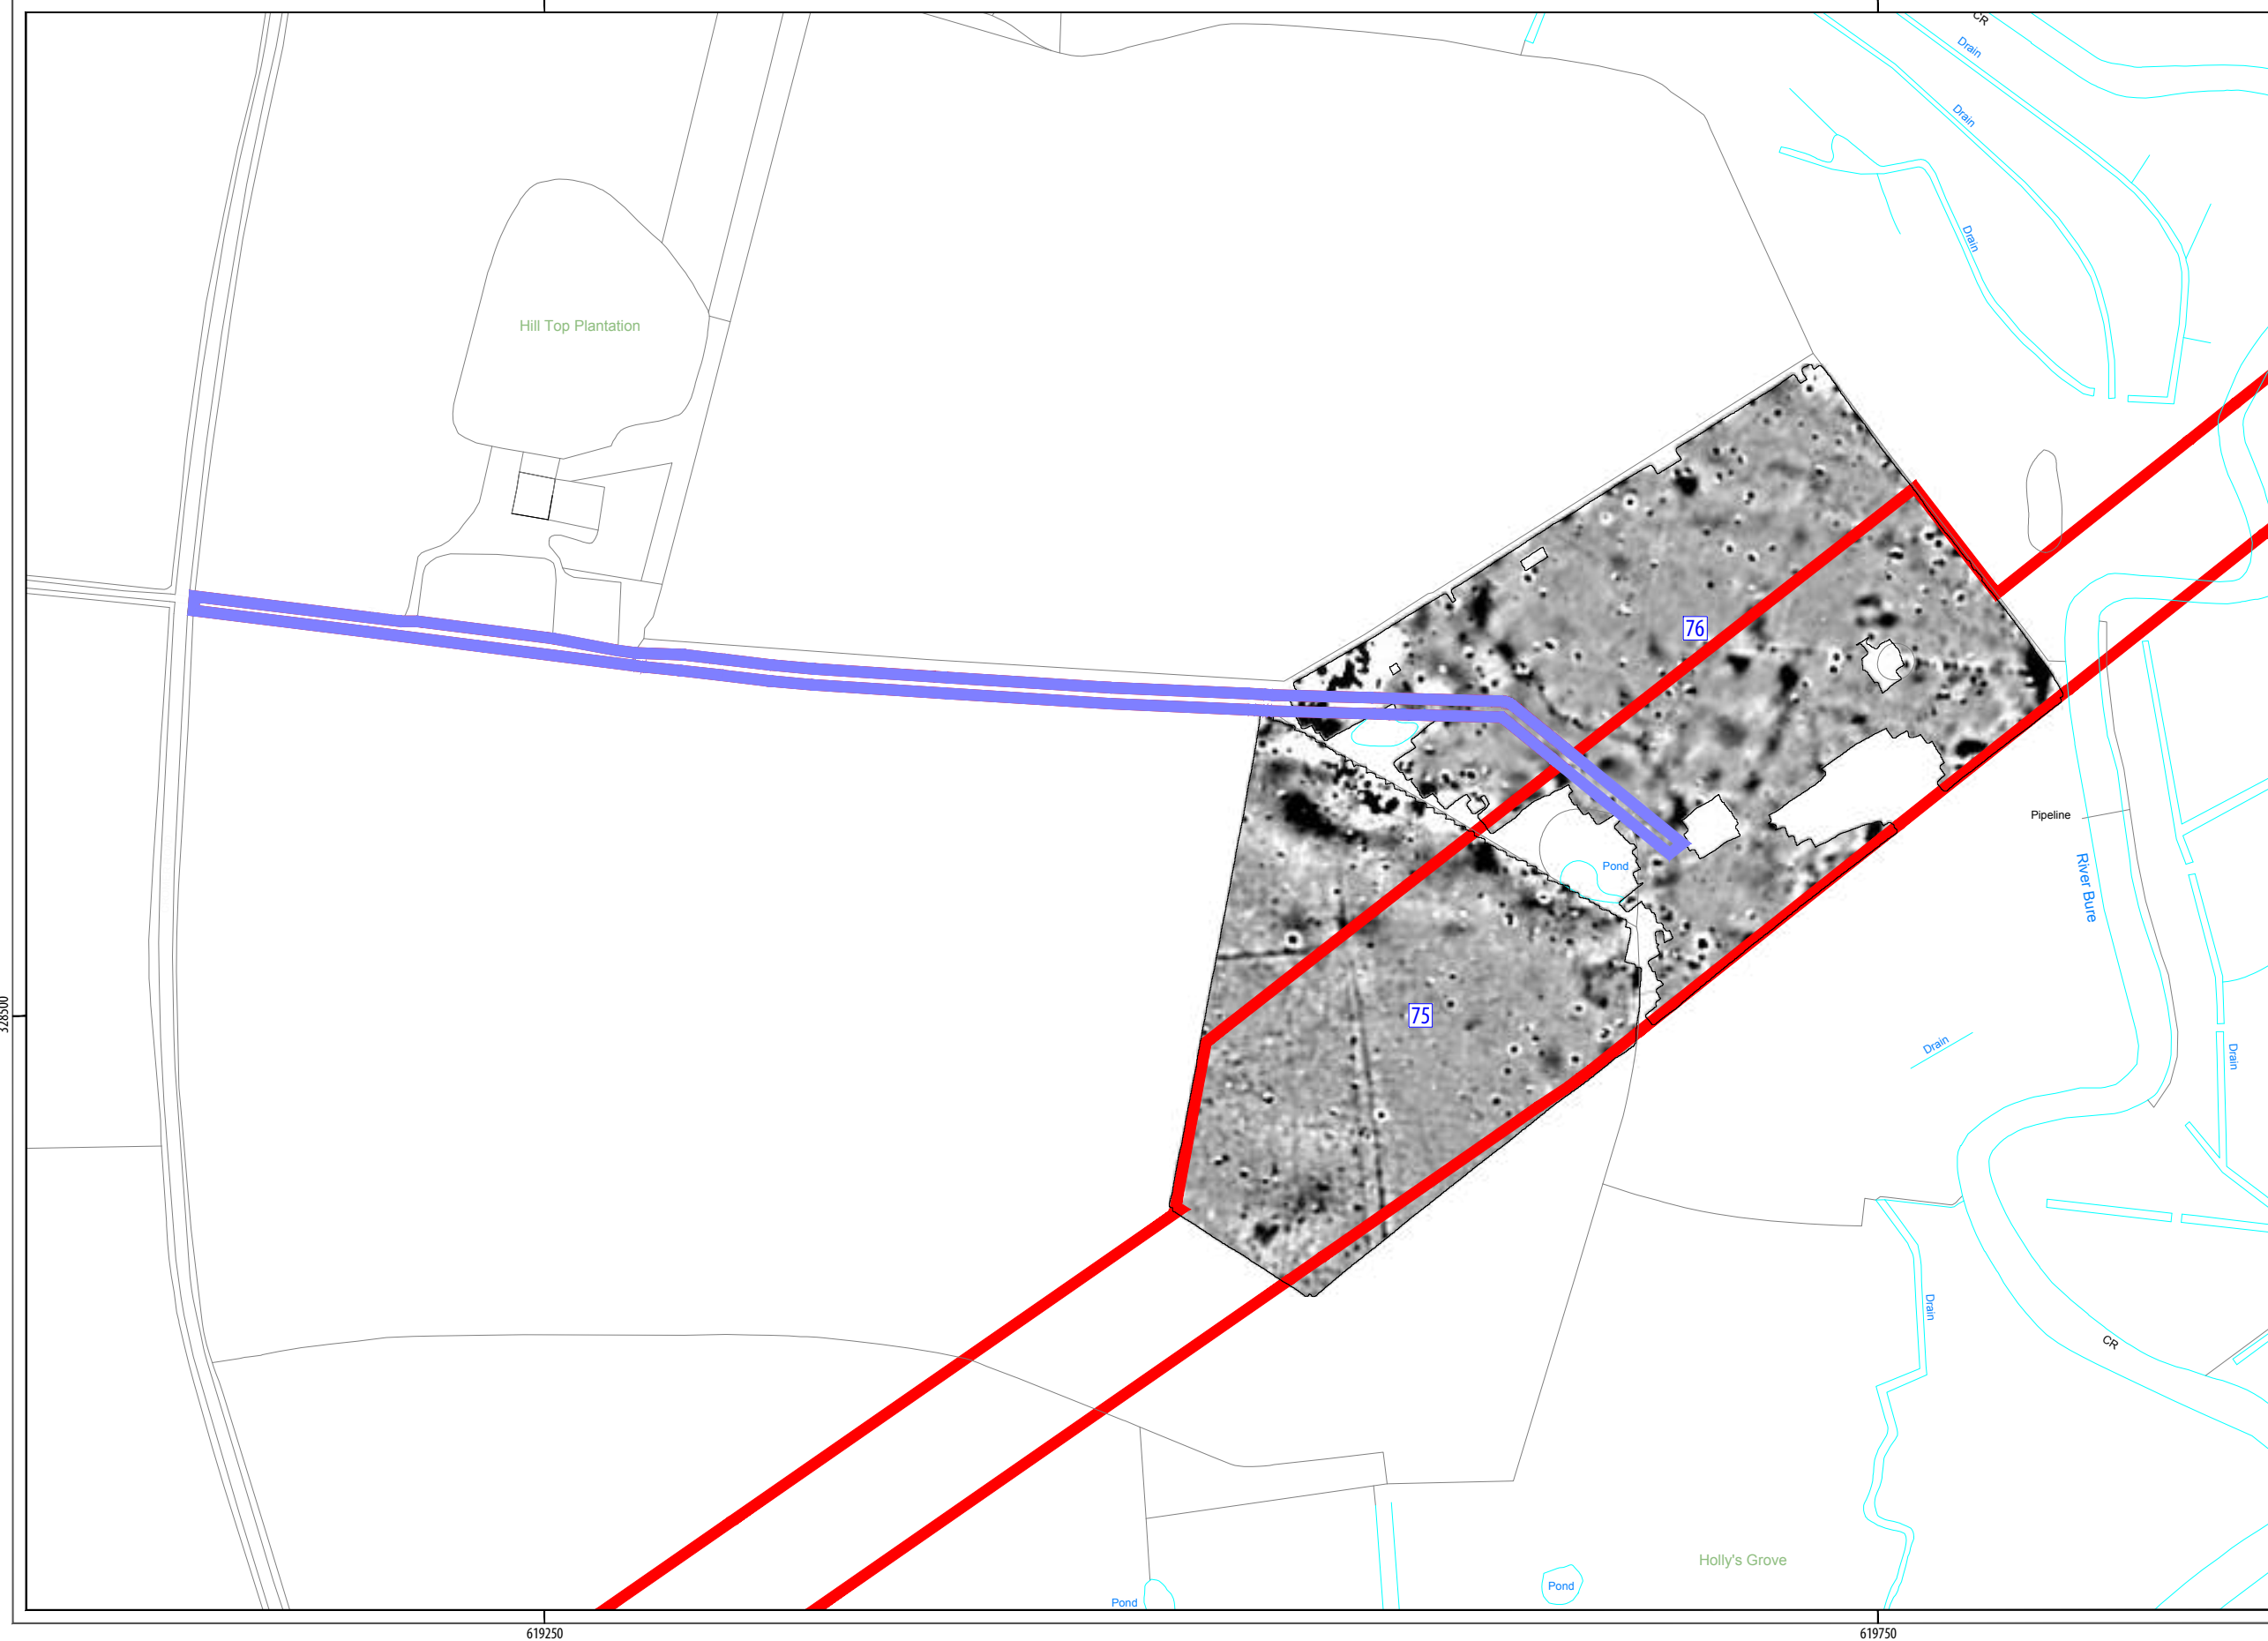 CR
Drain
Drain
Drain
Hill Top Plantation
76
Pipeline
Pond
River Bure
328500
75
Drain
Drain
Drain
CR
Holly's Grove
Pond
Pond
619250
619750